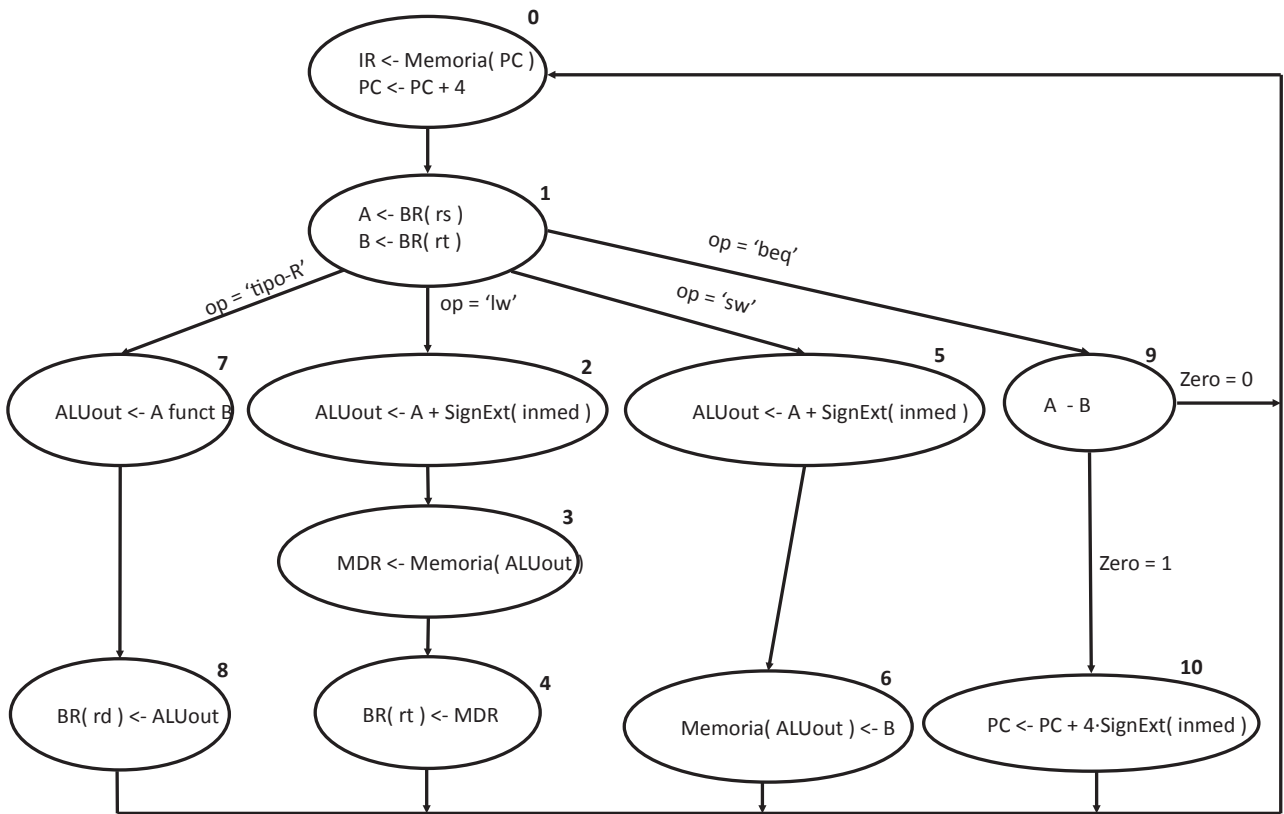 0
IR <- Memoria( PC )
PC <- PC + 4
1
A <- BR( rs )
B <- BR( rt )
op = ‘tipo-R’
op = ‘lw’
op = ‘sw’
op = ‘beq’
7
ALUout <- A funct B
2
ALUout <- A + SignExt( inmed )
5
ALUout <- A + SignExt( inmed )
9
A - B
Zero = 0
3
MDR <- Memoria( ALUout )
Zero = 1
8
BR( rd ) <- ALUout
4
BR( rt ) <- MDR
6
Memoria( ALUout ) <- B
10
PC <- PC + 4·SignExt( inmed )